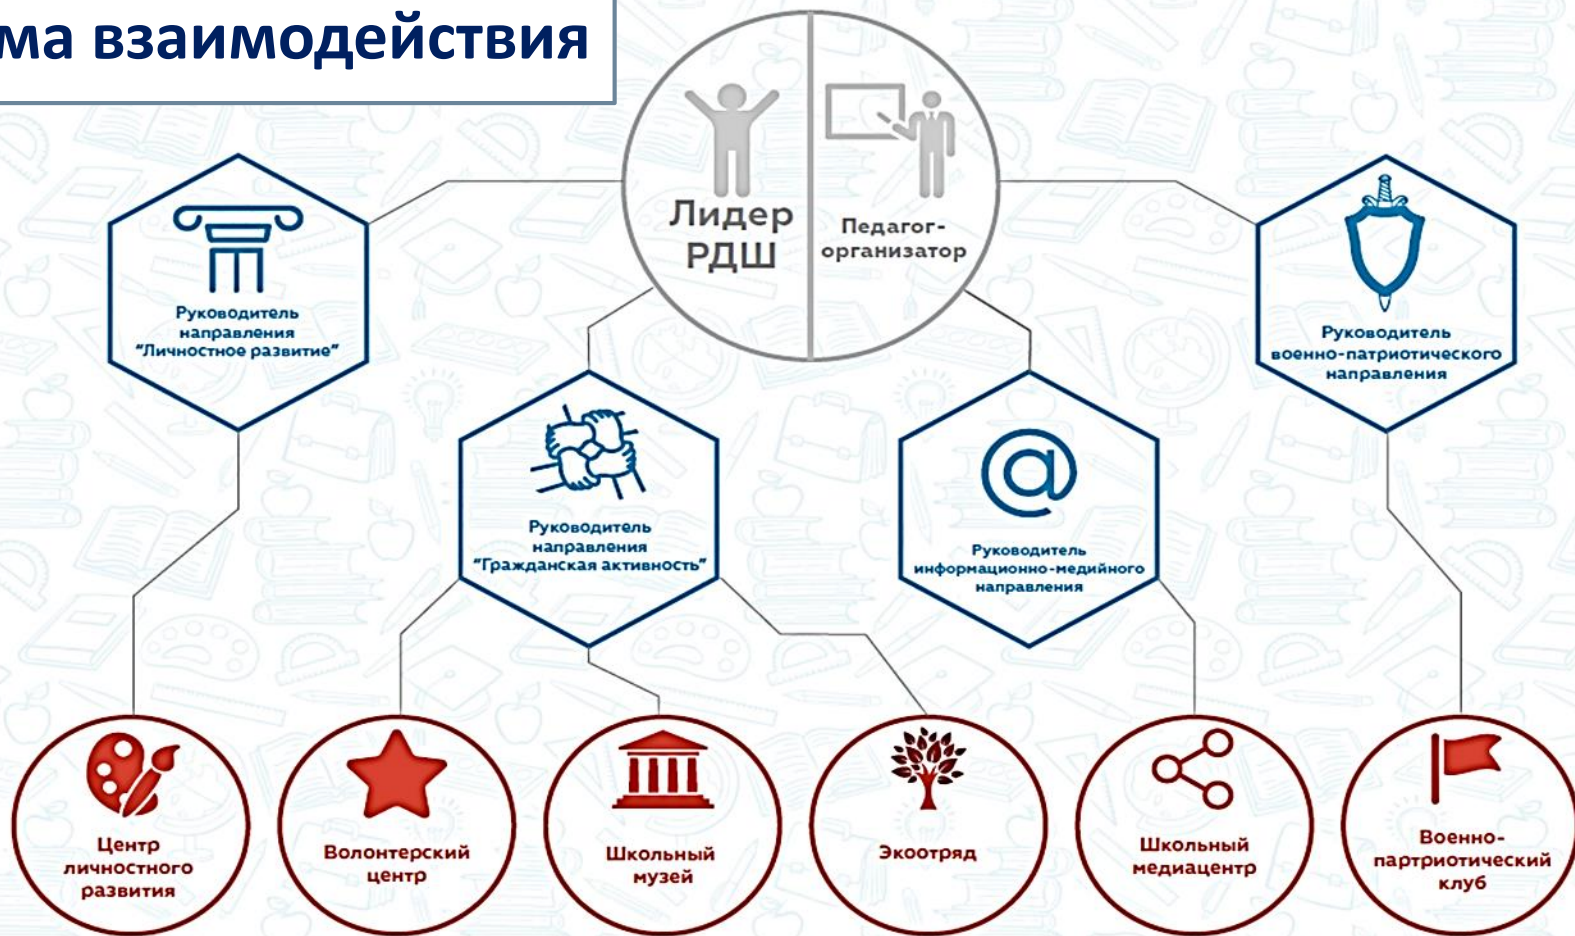 ма взаимодействия
Лидер
РДШ
Педагог-
организатор
Руководитель
направления
“Личностное развитие”
Руководитель
военно-патриотического
направления
Руководитель
направления
“Гражданская активность”
Руководитель
информационно-медийного
направления
Центр
личностного
развития
Волонтерский
центр
Школьный
музей
Экоотряд
Школьный
медиацентр
Военно-
партриотический
клуб